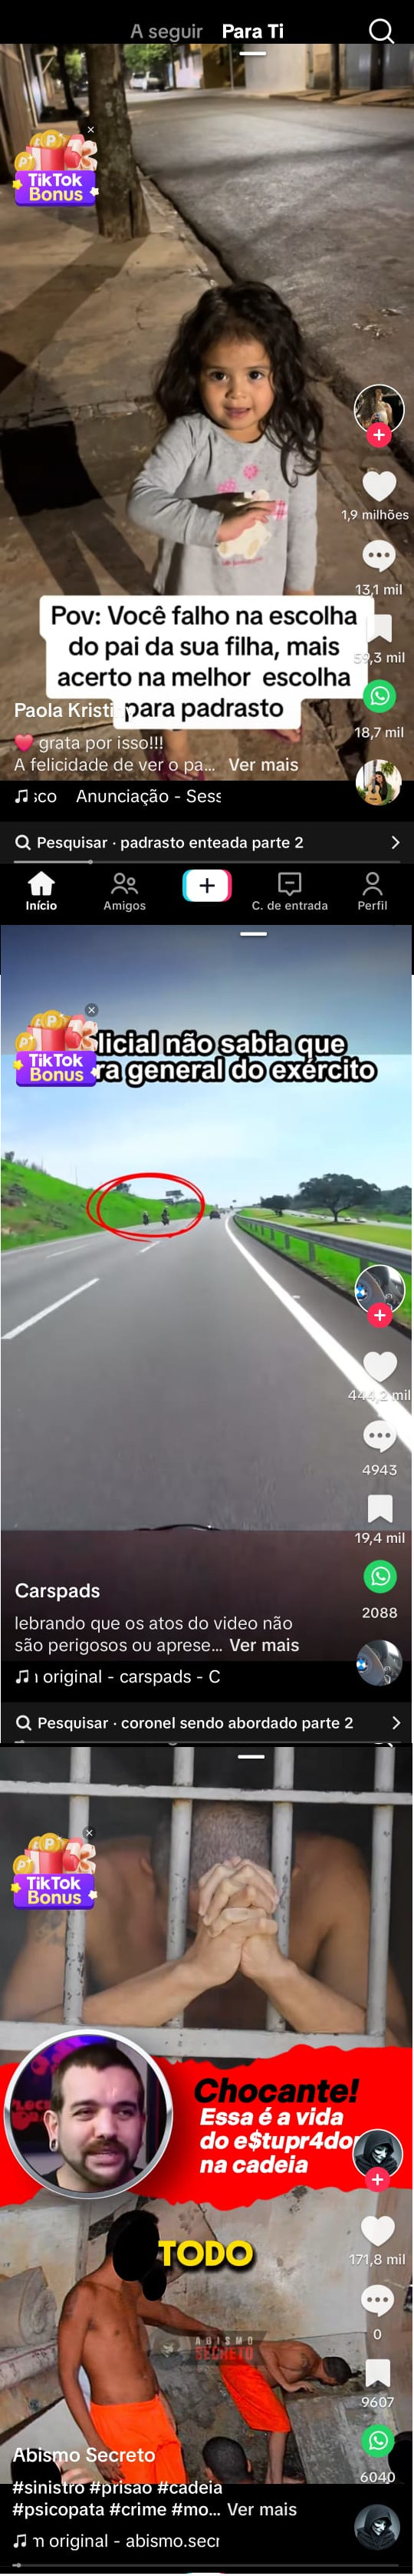 A seguir Para Ti
TikTok
Bonus
1,9 milhões
13,1 mil
Pov: Você falho na escolha
do pai da sua filha, mais
acerto na melhor escolha
para padrasto
59,3 mil
Paola
18,7 mil
❤️ grata por isso!!!
A felicidade de ver o pa... Ver mais
sco Anunciação - Sess
Pesquisar · padrasto enteada parte 2
Início Amigos C. de entrada Perfil
licial não sabia que
ra general do exército
TikTok
Bonus
444,2 mil
4943
19,4 mil
Carspads
2088
lebrando que os atos do video não
são perigosos ou aprese... Ver mais
original - carspads - C
Pesquisar · coronel sendo abordado parte 2
TikTok
Bonus
Chocante!
Essa é a vida
do e$tupr4dor
na cadeia
TODO
171,8 mil
0
ABISMO
SECRETO
9607
Abismo Secreto
6040
#sinistro #prisao #cadeia
#psicopata #crime #mo... Ver mais
original - abismo.secr